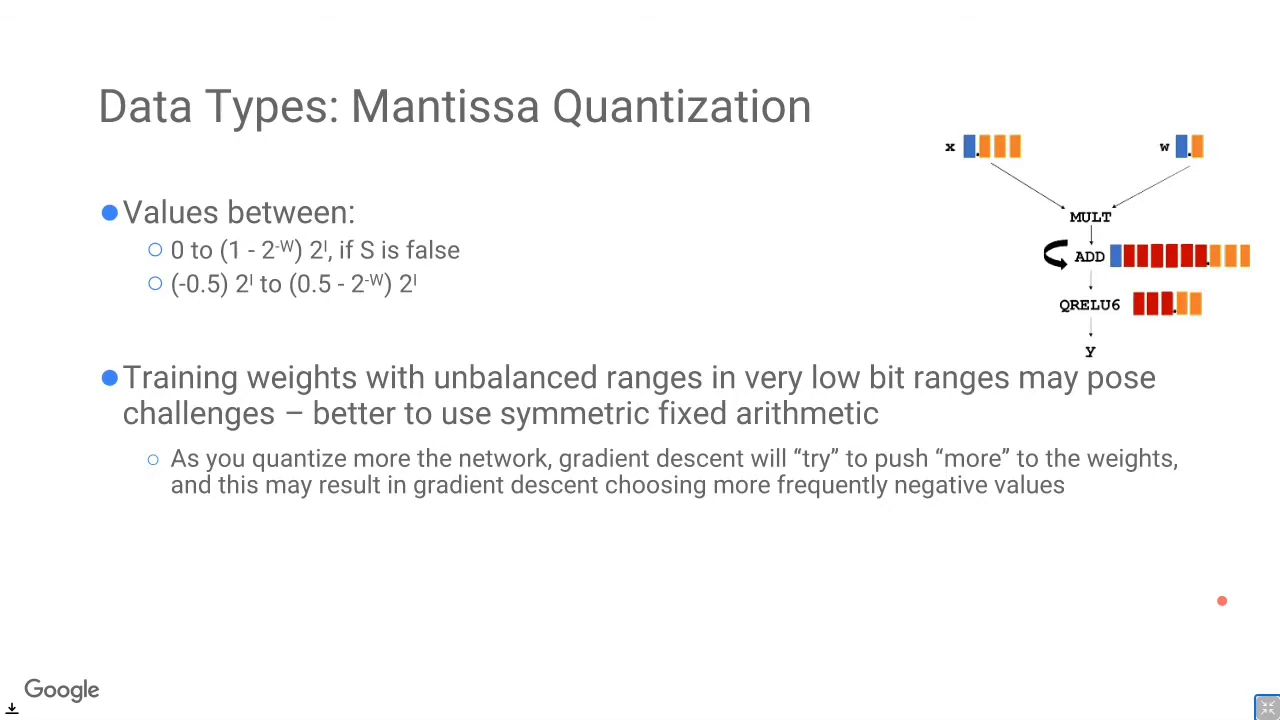 Data Types: Mantissa Quantization
x
w
●Values between:
MULT
○ 0 to (1 - 2^-W) 2^I, if S is false
ADD
○ (-0.5) 2^I to (0.5 - 2^-W) 2^I
QRELU6
Y
●Training weights with unbalanced ranges in very low bit ranges may pose
challenges – better to use symmetric fixed arithmetic
○ As you quantize more the network, gradient descent will “try” to push “more” to the weights,
and this may result in gradient descent choosing more frequently negative values
Google